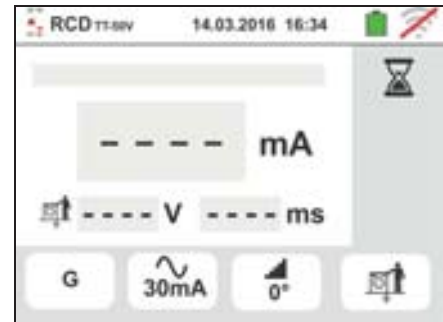 RCD TT-50V 14.03.2016 16:34
- - - - mA
- - - - V - - - - ms
G 30mA 0°